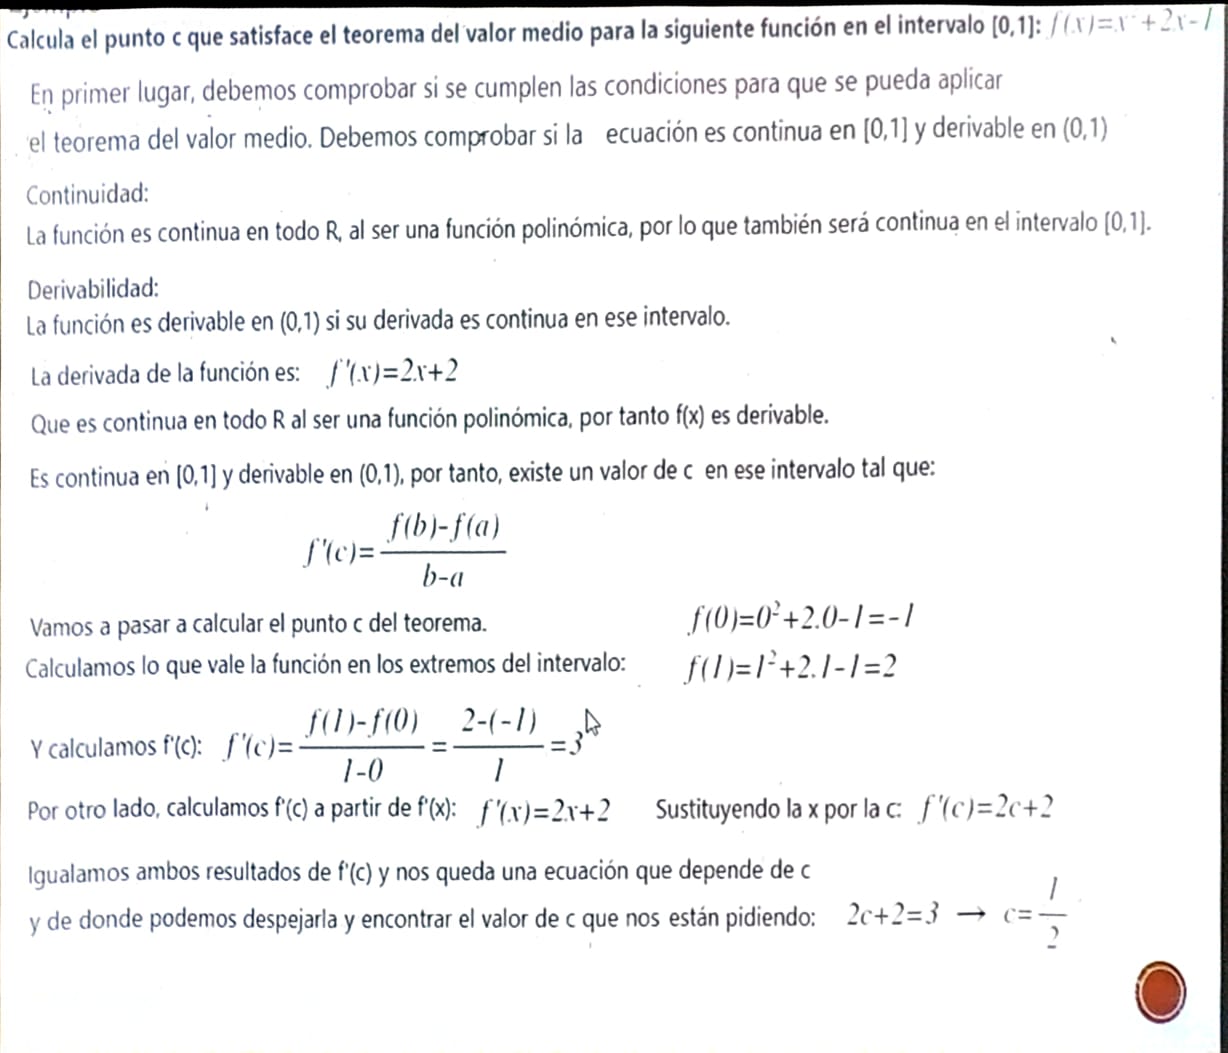 Calcula el punto c que satisface el teorema del valor medio para la siguiente función en el intervalo [0,1]: f(x)=x²+2x-1
En primer lugar, debemos comprobar si se cumplen las condiciones para que se pueda aplicar
el teorema del valor medio. Debemos comprobar si la ecuación es continua en [0,1] y derivable en (0,1)
Continuidad:
La función es continua en todo R, al ser una función polinómica, por lo que también será continua en el intervalo [0,1].
Derivabilidad:
La función es derivable en (0,1) si su derivada es continua en ese intervalo.
La derivada de la función es: f'(x)=2x+2
Que es continua en todo R al ser una función polinómica, por tanto f(x) es derivable.
Es continua en [0,1] y derivable en (0,1), por tanto, existe un valor de c en ese intervalo tal que:
f'(c)=\frac{f(b)-f(a)}{b-a}
Vamos a pasar a calcular el punto c del teorema. f(0)=0²+2.0-1=-1
Calculamos lo que vale la función en los extremos del intervalo: f(1)=1²+2.1-1=2
Y calculamos f'(c): f'(c)=\frac{f(1)-f(0)}{1-0}=\frac{2-(-1)}{1}=3
Por otro lado, calculamos f'(c) a partir de f'(x): f'(x)=2x+2 Sustituyendo la x por la c: f'(c)=2c+2
Igualamos ambos resultados de f'(c) y nos queda una ecuación que depende de c
y de donde podemos despejarla y encontrar el valor de c que nos están pidiendo: 2c+2=3 → c=\frac{1}{2}